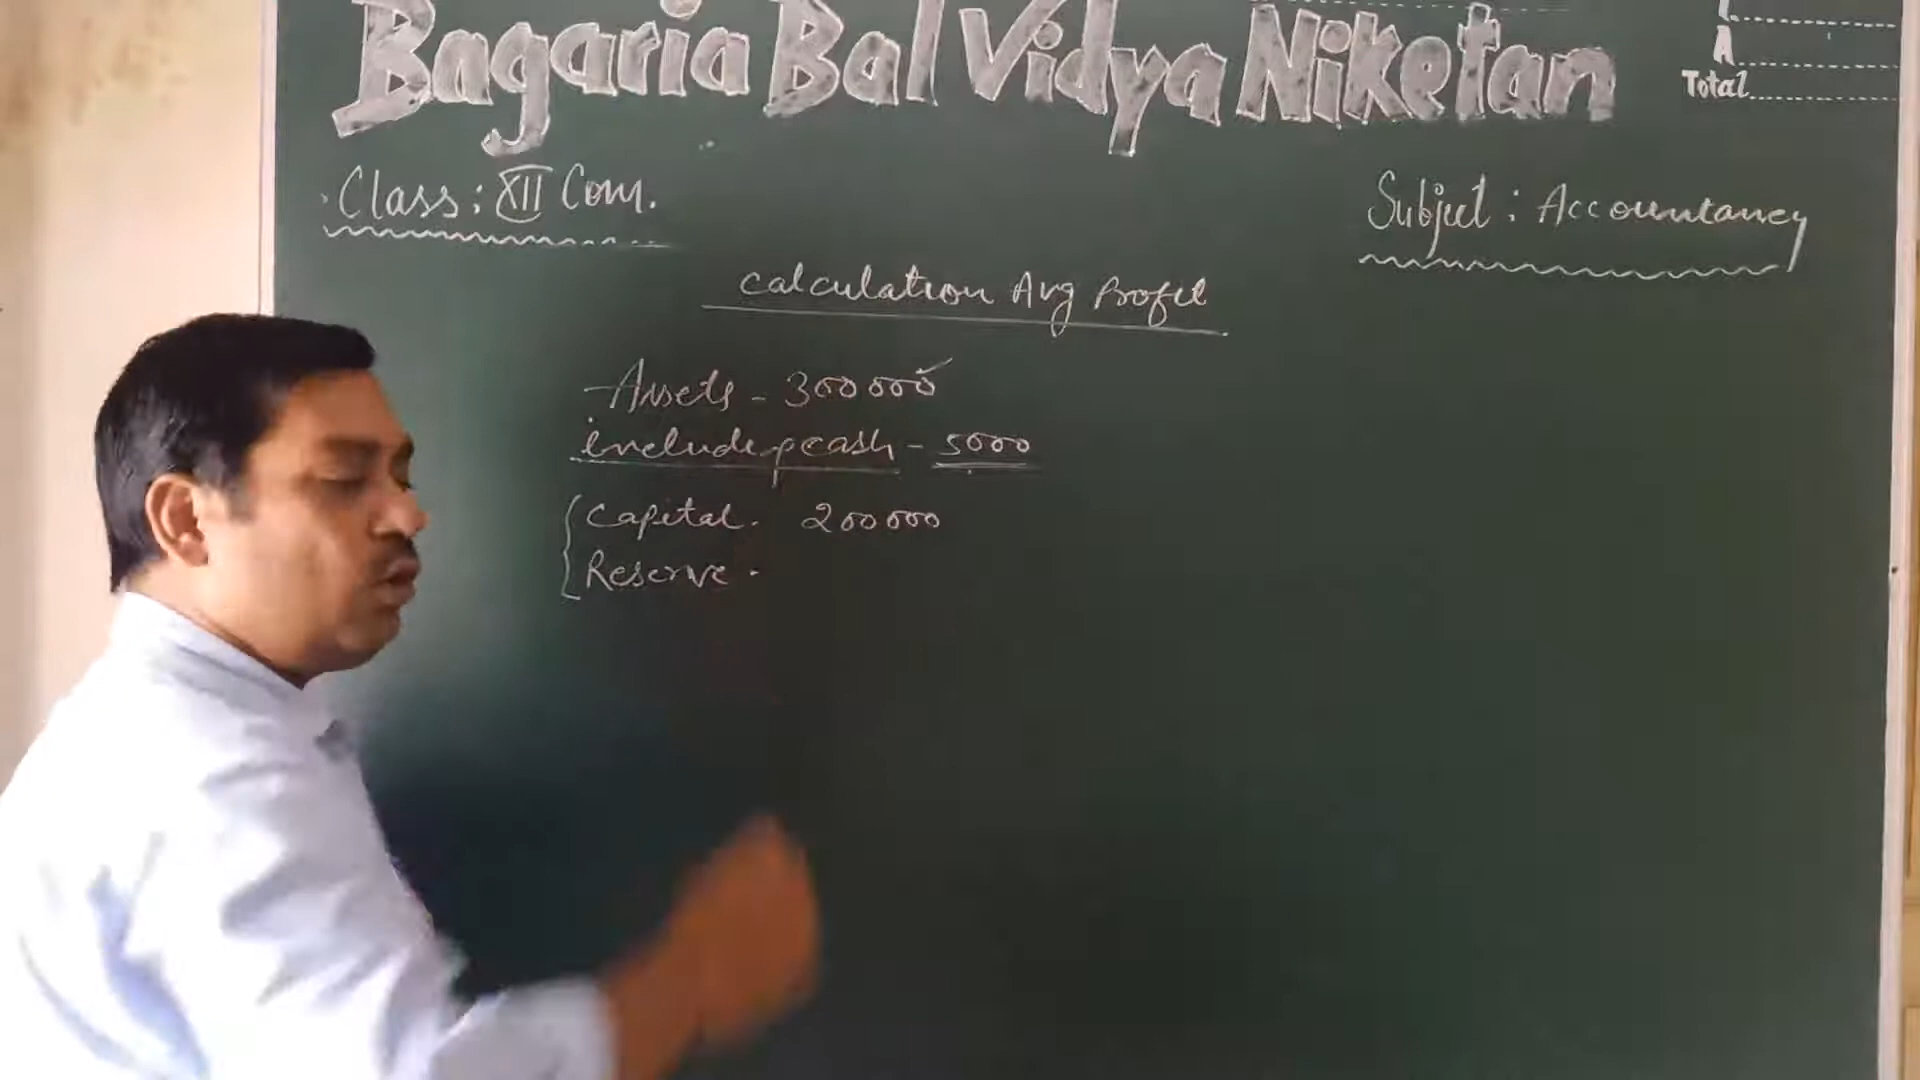 Bagaria Bal Vidya Niketan
A
Total
Class : XII Com.
Subject : Accountancy
Calculation Avg Profit
Assets - 300000
include cash - 5000
Capital. 200000
Reserve -